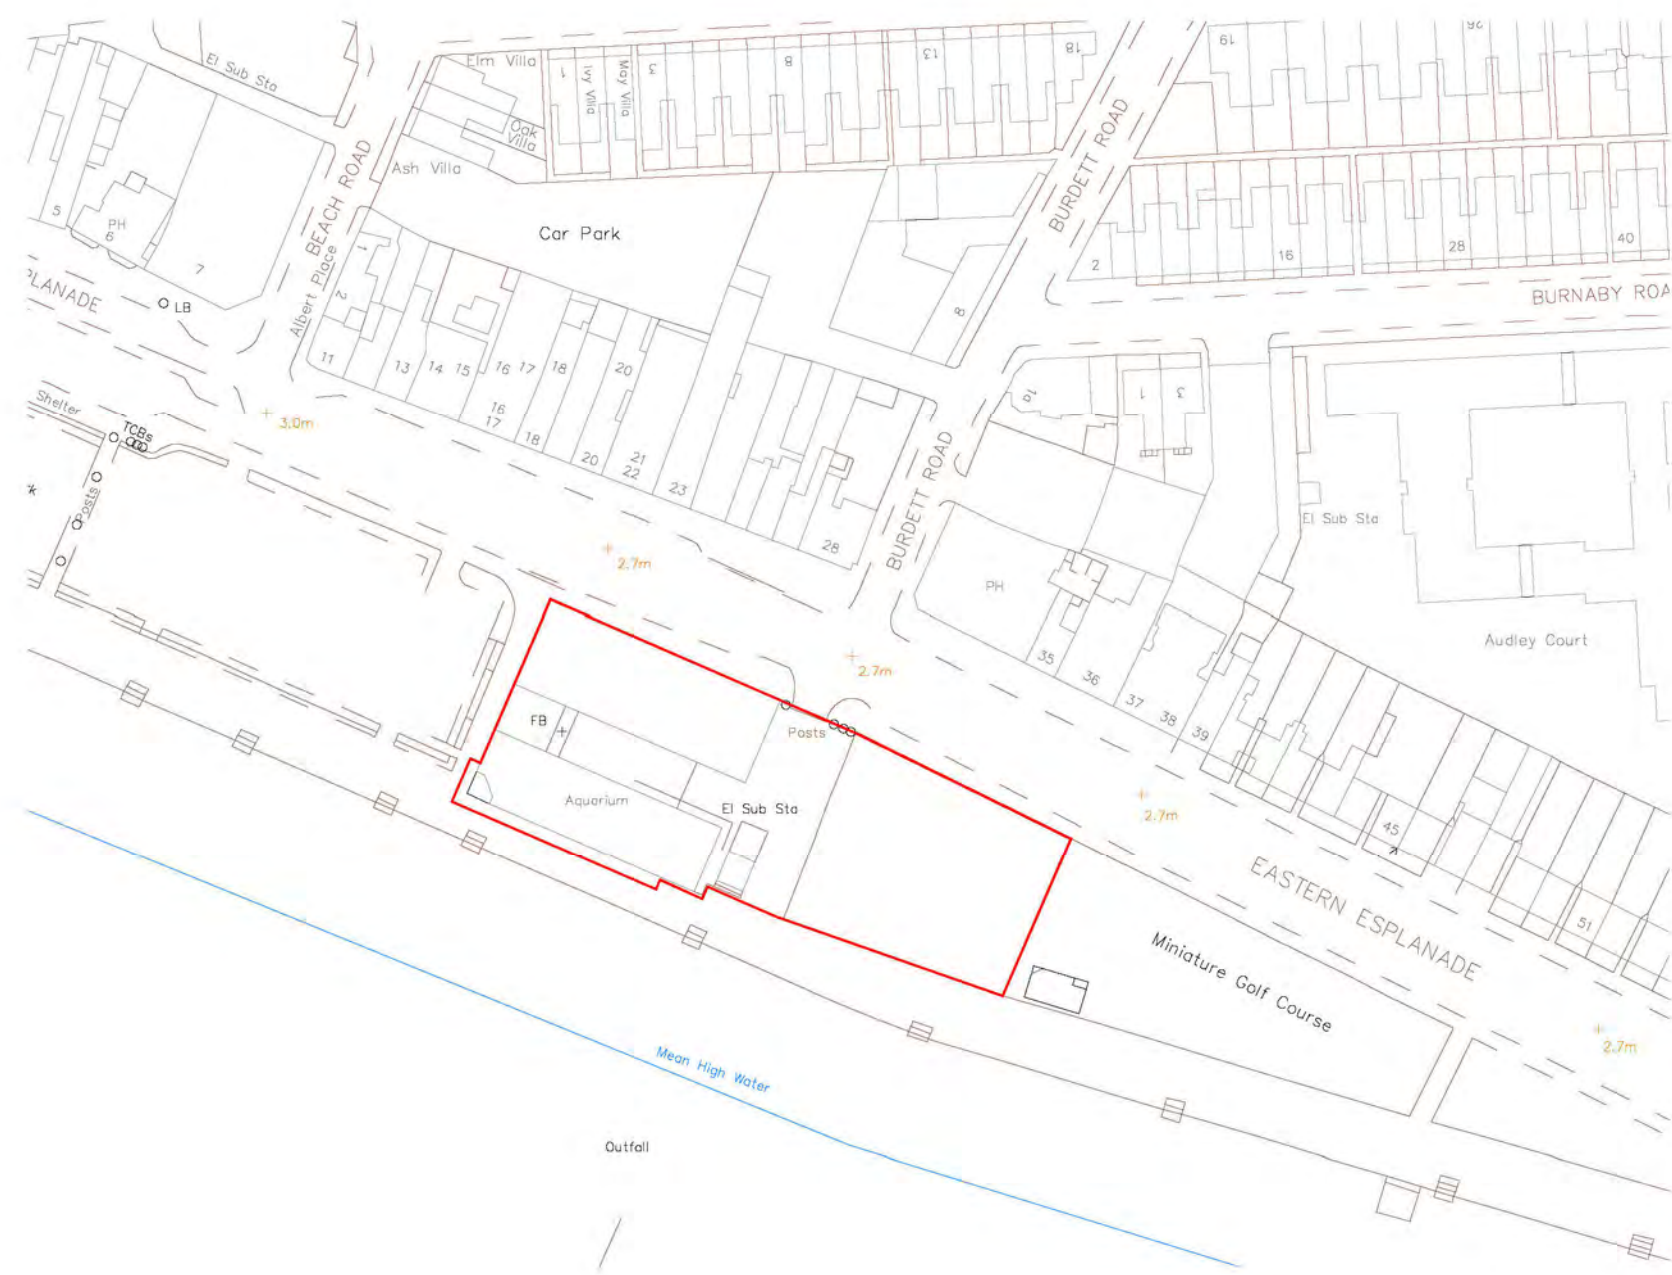 El Sub Sta
Elm Villa
1
Ivy Villa
May Villa
3
8
13
18
19
26
Oak
Villa
Ash Villa
BEACH ROAD
Albert Place
Car Park
BURDETT ROAD
5
PH
6
7
1
2
PLANADE
LB
8
2
16
28
40
BURNABY ROA
11
13
14
15
16
17
18
20
16
17
18
20
21
22
23
28
1a
1
3
Shelter
TCBs
Posts
3.0m
2.7m
BURDETT ROAD
El Sub Sta
PH
Audley Court
2.7m
35
36
37
38
39
FB
Posts
Aquarium
El Sub Sta
2.7m
45
51
EASTERN ESPLANADE
Miniature Golf Course
2.7m
Mean High Water
Outfall